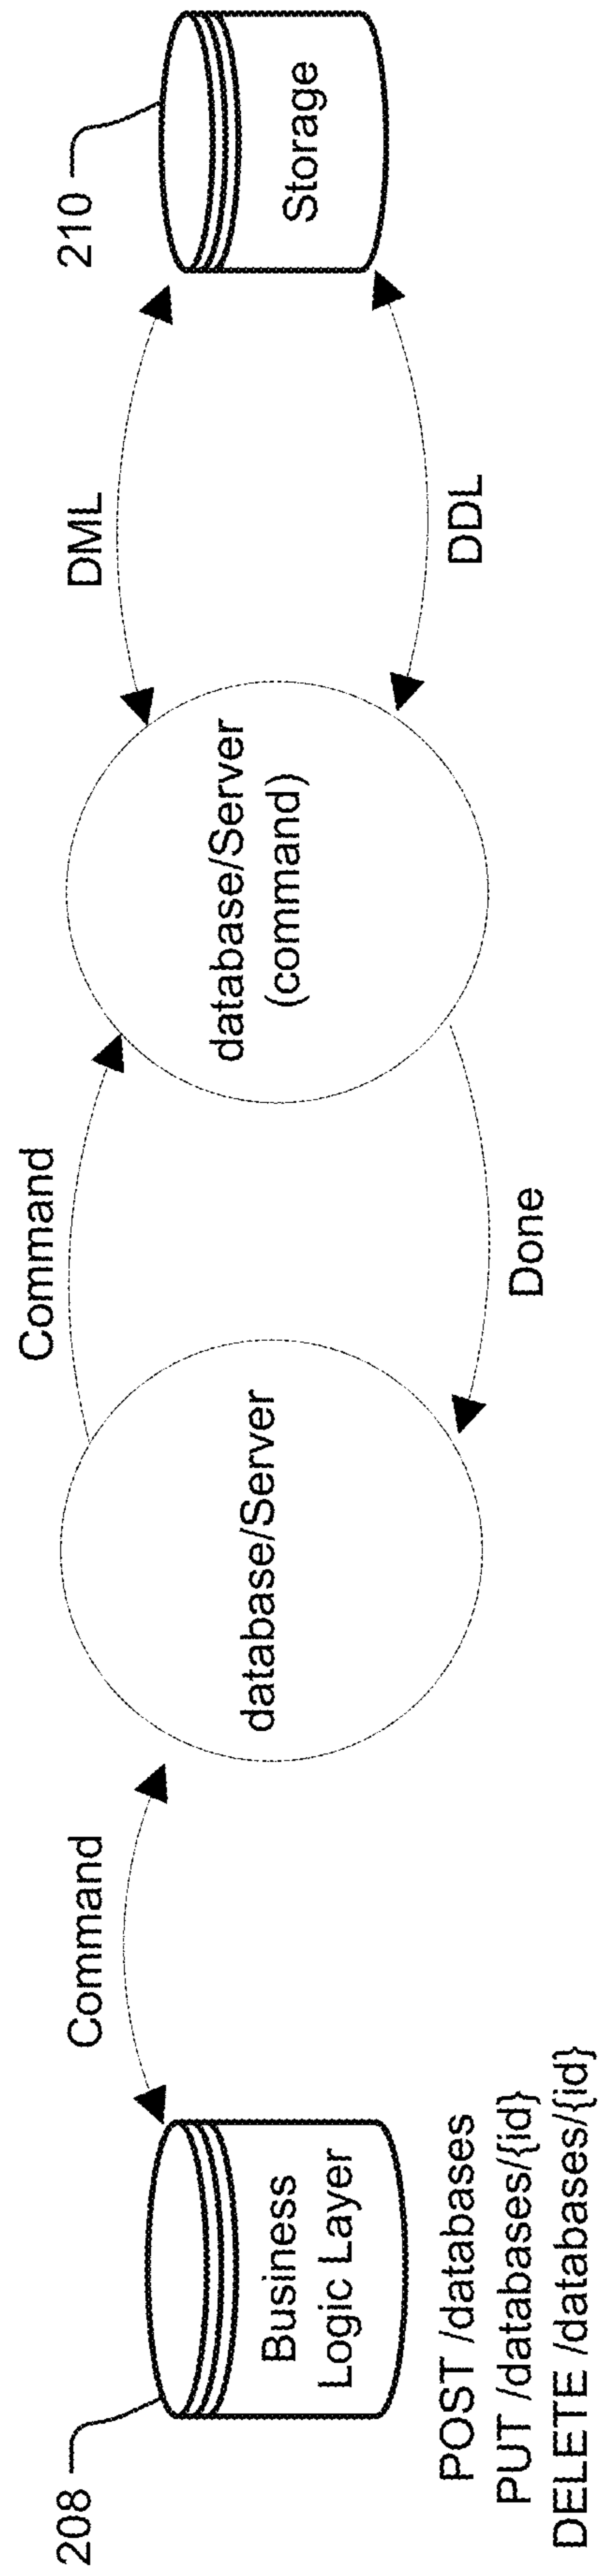 208
Business
Logic Layer
POST /databases
PUT /databases/{id}
DELETE /databases/{id}
Command
database/Server
Command
Done
database/Server
(command)
DML
DDL
210
Storage